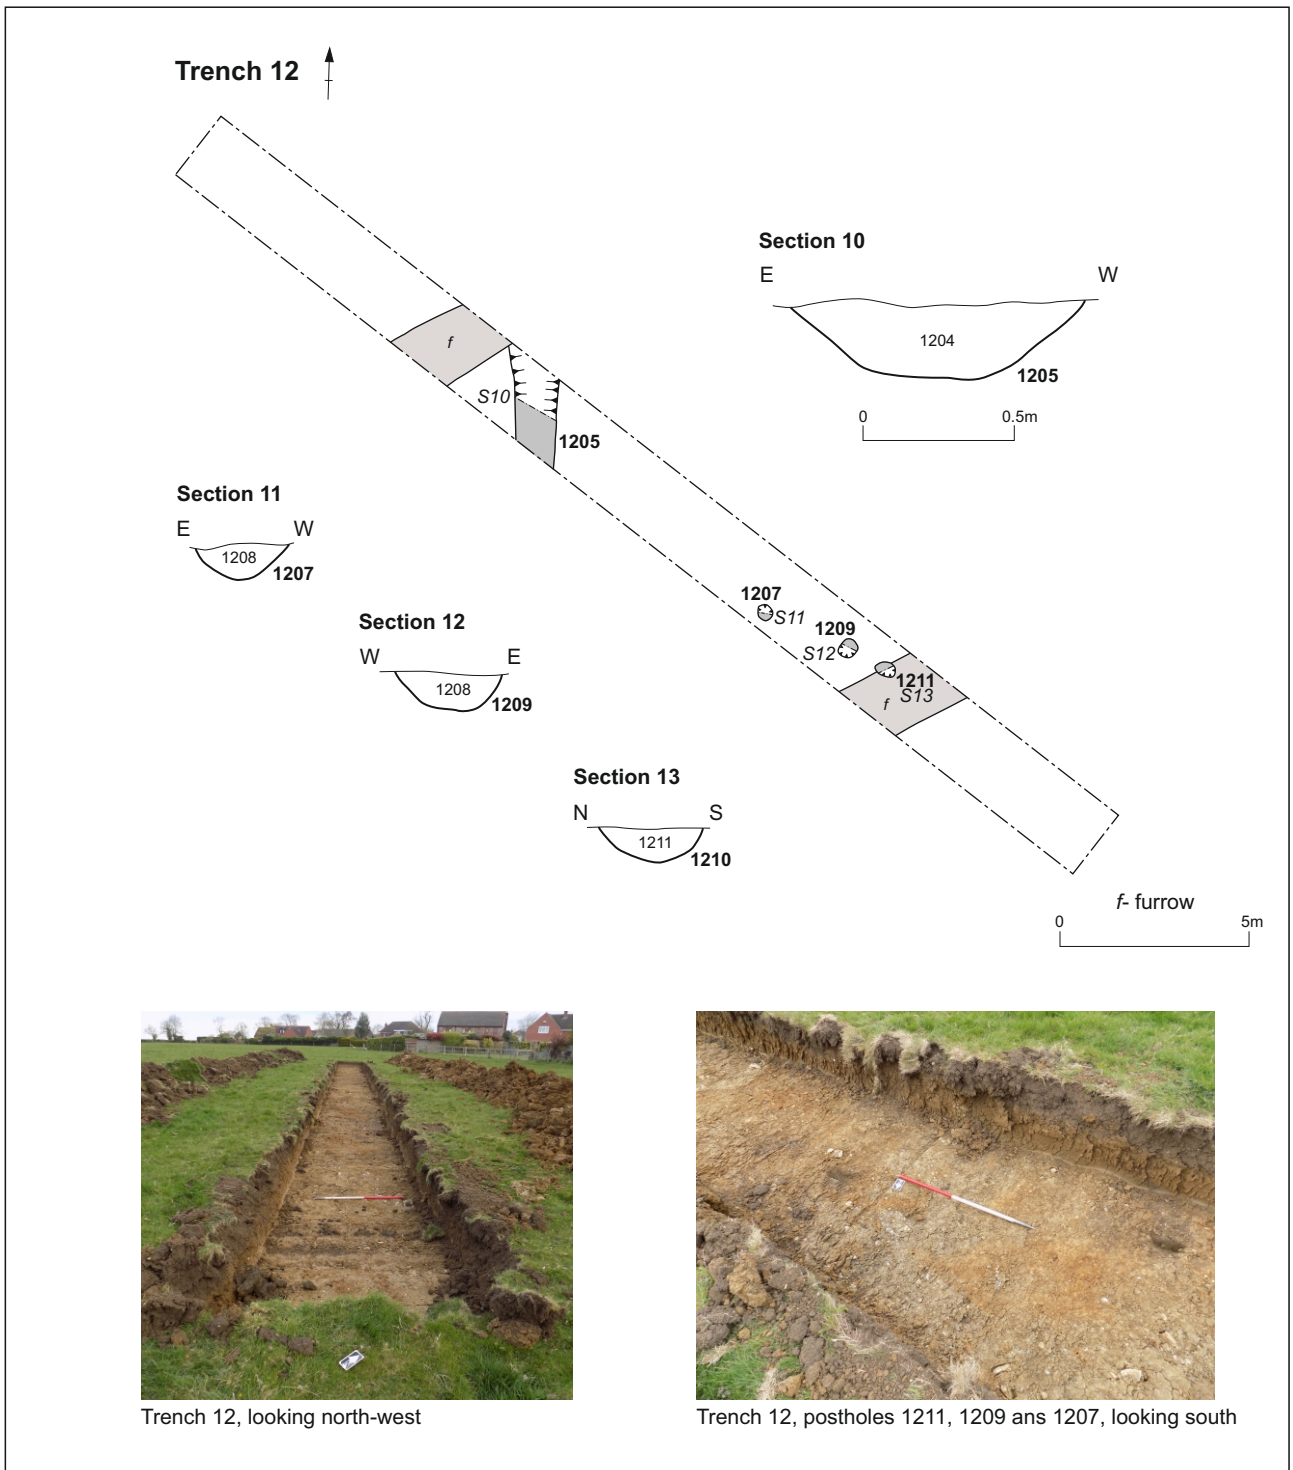 Trench 12
Section 10
E W
1204
1205
0 0.5m
f
S10
1205
Section 11
E W
1208
1207
Section 12
W E
1208
1209
1207
S11
1209
S12
1211
S13
f
Section 13
N S
1211
1210
f- furrow
0 5m
Trench 12, looking north-west
Trench 12, postholes 1211, 1209 ans 1207, looking south